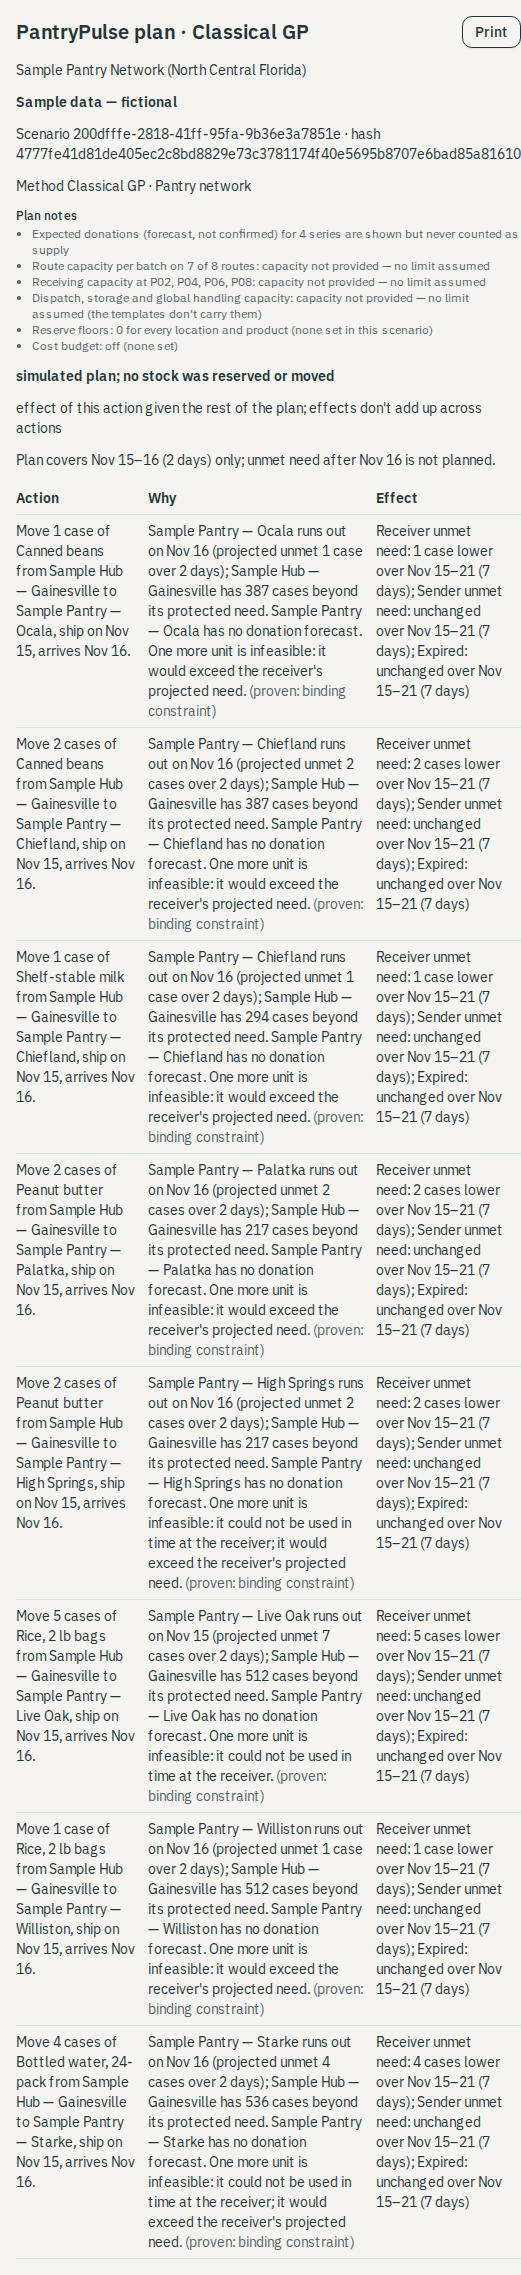 PantryPulse plan · Classical GP
Print
Sample Pantry Network (North Central Florida)
Sample data — fictional
Scenario 200dfffe-2818-41ff-95fa-9b36e3a7851e · hash
4777fe41d81de405ec2c8bd8829e73c3781174f40e5695b8707e6bad85a81610
Method Classical GP · Pantry network
Plan notes
• Expected donations (forecast, not confirmed) for 4 series are shown but never counted as
supply
• Route capacity per batch on 7 of 8 routes: capacity not provided — no limit assumed
• Receiving capacity at P02, P04, P06, P08: capacity not provided — no limit assumed
• Dispatch, storage and global handling capacity: capacity not provided — no limit
assumed (the templates don't carry them)
• Reserve floors: 0 for every location and product (none set in this scenario)
• Cost budget: off (none set)
simulated plan; no stock was reserved or moved
effect of this action given the rest of the plan; effects don't add up across
actions
Plan covers Nov 15–16 (2 days) only; unmet need after Nov 16 is not planned.
Action
Why
Effect
Move 1 case of
Canned beans
from Sample Hub
— Gainesville to
Sample Pantry —
Ocala, ship on Nov
15, arrives Nov 16.
Sample Pantry — Ocala runs out
on Nov 16 (projected unmet 1 case
over 2 days); Sample Hub —
Gainesville has 387 cases beyond
its protected need. Sample Pantry
— Ocala has no donation forecast.
One more unit is infeasible: it
would exceed the receiver's
projected need. (proven: binding
constraint)
Receiver unmet
need: 1 case lower
over Nov 15–21 (7
days); Sender unmet
need: unchanged
over Nov 15–21 (7
days); Expired:
unchanged over Nov
15–21 (7 days)
Move 2 cases of
Canned beans
from Sample Hub
— Gainesville to
Sample Pantry —
Chiefland, ship on
Nov 15, arrives Nov
16.
Sample Pantry — Chiefland runs
out on Nov 16 (projected unmet 2
cases over 2 days); Sample Hub —
Gainesville has 387 cases beyond
its protected need. Sample Pantry
— Chiefland has no donation
forecast. One more unit is
infeasible: it would exceed the
receiver's projected need. (proven:
binding constraint)
Receiver unmet
need: 2 cases lower
over Nov 15–21 (7
days); Sender unmet
need: unchanged
over Nov 15–21 (7
days); Expired:
unchanged over Nov
15–21 (7 days)
Move 1 case of
Shelf-stable milk
from Sample Hub
— Gainesville to
Sample Pantry —
Chiefland, ship on
Nov 15, arrives Nov
16.
Sample Pantry — Chiefland runs
out on Nov 16 (projected unmet 1
case over 2 days); Sample Hub —
Gainesville has 294 cases beyond
its protected need. Sample Pantry
— Chiefland has no donation
forecast. One more unit is
infeasible: it would exceed the
receiver's projected need. (proven:
binding constraint)
Receiver unmet
need: 1 case lower
over Nov 15–21 (7
days); Sender unmet
need: unchanged
over Nov 15–21 (7
days); Expired:
unchanged over Nov
15–21 (7 days)
Move 2 cases of
Peanut butter
from Sample Hub
— Gainesville to
Sample Pantry —
Palatka, ship on
Nov 15, arrives Nov
16.
Sample Pantry — Palatka runs out
on Nov 16 (projected unmet 2
cases over 2 days); Sample Hub —
Gainesville has 217 cases beyond
its protected need. Sample Pantry
— Palatka has no donation
forecast. One more unit is
infeasible: it would exceed the
receiver's projected need. (proven:
binding constraint)
Receiver unmet
need: 2 cases lower
over Nov 15–21 (7
days); Sender unmet
need: unchanged
over Nov 15–21 (7
days); Expired:
unchanged over Nov
15–21 (7 days)
Move 2 cases of
Peanut butter
from Sample Hub
— Gainesville to
Sample Pantry —
High Springs, ship
on Nov 15, arrives
Nov 16.
Sample Pantry — High Springs runs
out on Nov 16 (projected unmet 2
cases over 2 days); Sample Hub —
Gainesville has 217 cases beyond
its protected need. Sample Pantry
— High Springs has no donation
forecast. One more unit is
infeasible: it could not be used in
time at the receiver; it would
exceed the receiver's projected
need. (proven: binding constraint)
Receiver unmet
need: 2 cases lower
over Nov 15–21 (7
days); Sender unmet
need: unchanged
over Nov 15–21 (7
days); Expired:
unchanged over Nov
15–21 (7 days)
Move 5 cases of
Rice, 2 lb bags
from Sample Hub
— Gainesville to
Sample Pantry —
Live Oak, ship on
Nov 15, arrives Nov
16.
Sample Pantry — Live Oak runs out
on Nov 15 (projected unmet 7
cases over 2 days); Sample Hub —
Gainesville has 512 cases beyond
its protected need. Sample Pantry
— Live Oak has no donation
forecast. One more unit is
infeasible: it could not be used in
time at the receiver. (proven:
binding constraint)
Receiver unmet
need: 5 cases lower
over Nov 15–21 (7
days); Sender unmet
need: unchanged
over Nov 15–21 (7
days); Expired:
unchanged over Nov
15–21 (7 days)
Move 1 case of
Rice, 2 lb bags
from Sample Hub
— Gainesville to
Sample Pantry —
Williston, ship on
Nov 15, arrives Nov
16.
Sample Pantry — Williston runs out
on Nov 16 (projected unmet 1 case
over 2 days); Sample Hub —
Gainesville has 512 cases beyond
its protected need. Sample Pantry
— Williston has no donation
forecast. One more unit is
infeasible: it would exceed the
receiver's projected need. (proven:
binding constraint)
Receiver unmet
need: 1 case lower
over Nov 15–21 (7
days); Sender unmet
need: unchanged
over Nov 15–21 (7
days); Expired:
unchanged over Nov
15–21 (7 days)
Move 4 cases of
Bottled water, 24-
pack from Sample
Hub — Gainesville
to Sample Pantry
— Starke, ship on
Nov 15, arrives Nov
16.
Sample Pantry — Starke runs out
on Nov 16 (projected unmet 4
cases over 2 days); Sample Hub —
Gainesville has 536 cases beyond
its protected need. Sample Pantry
— Starke has no donation
forecast. One more unit is
infeasible: it could not be used in
time at the receiver; it would
exceed the receiver's projected
need. (proven: binding constraint)
Receiver unmet
need: 4 cases lower
over Nov 15–21 (7
days); Sender unmet
need: unchanged
over Nov 15–21 (7
days); Expired:
unchanged over Nov
15–21 (7 days)